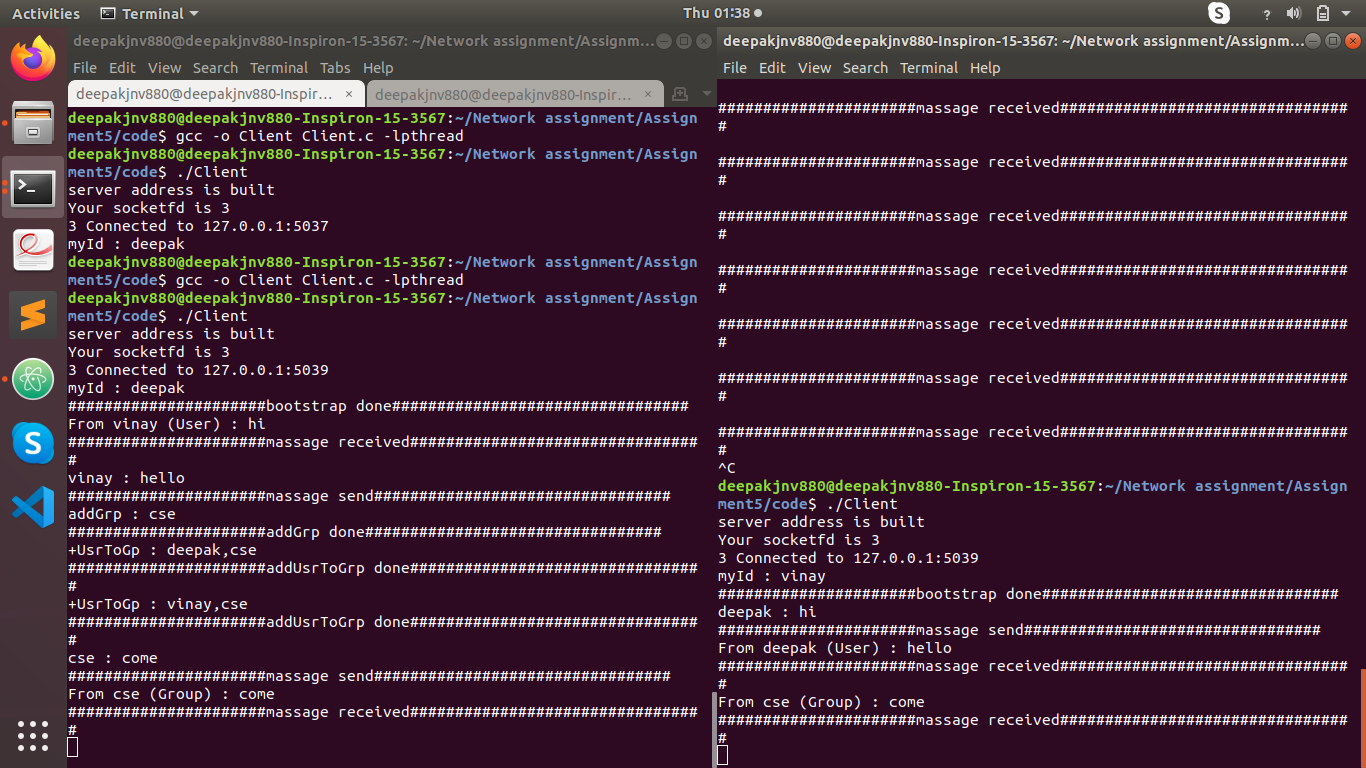 Activities Terminal Thu 01:38 ?
deepakjnv880@deepakjnv880-Inspiron-15-3567: ~/Network assignment/Assignm...
File Edit View Search Terminal Tabs Help
deepakjnv880@deepakjnv880-Inspir... × deepakjnv880@deepakjnv880-Inspir... ×
deepakjnv880@deepakjnv880-Inspiron-15-3567:~/Network assignment/Assign
ment5/code$ gcc -o Client Client.c -lpthread
deepakjnv880@deepakjnv880-Inspiron-15-3567:~/Network assignment/Assign
ment5/code$ ./Client
server address is built
Your socketfd is 3
3 Connected to 127.0.0.1:5037
myId : deepak
deepakjnv880@deepakjnv880-Inspiron-15-3567:~/Network assignment/Assign
ment5/code$ gcc -o Client Client.c -lpthread
deepakjnv880@deepakjnv880-Inspiron-15-3567:~/Network assignment/Assign
ment5/code$ ./Client
server address is built
Your socketfd is 3
3 Connected to 127.0.0.1:5039
myId : deepak
######################bootstrap done#################################
From vinay (User) : hi
######################massage received################################
#
vinay : hello
######################massage send#################################
addGrp : cse
######################addGrp done#################################
+UsrToGp : deepak,cse
######################addUsrToGrp done################################
#
+UsrToGp : vinay,cse
######################addUsrToGrp done################################
#
cse : come
######################massage send#################################
From cse (Group) : come
######################massage received################################
#
deepakjnv880@deepakjnv880-Inspiron-15-3567: ~/Network assignment/Assignm...
File Edit View Search Terminal Help
######################massage received################################
#
######################massage received################################
#
######################massage received################################
#
######################massage received################################
#
######################massage received################################
#
######################massage received################################
#
######################massage received################################
#
^C
deepakjnv880@deepakjnv880-Inspiron-15-3567:~/Network assignment/Assign
ment5/code$ ./Client
server address is built
Your socketfd is 3
3 Connected to 127.0.0.1:5039
myId : vinay
######################bootstrap done#################################
deepak : hi
######################massage send#################################
From deepak (User) : hello
######################massage received################################
#
From cse (Group) : come
######################massage received################################
#